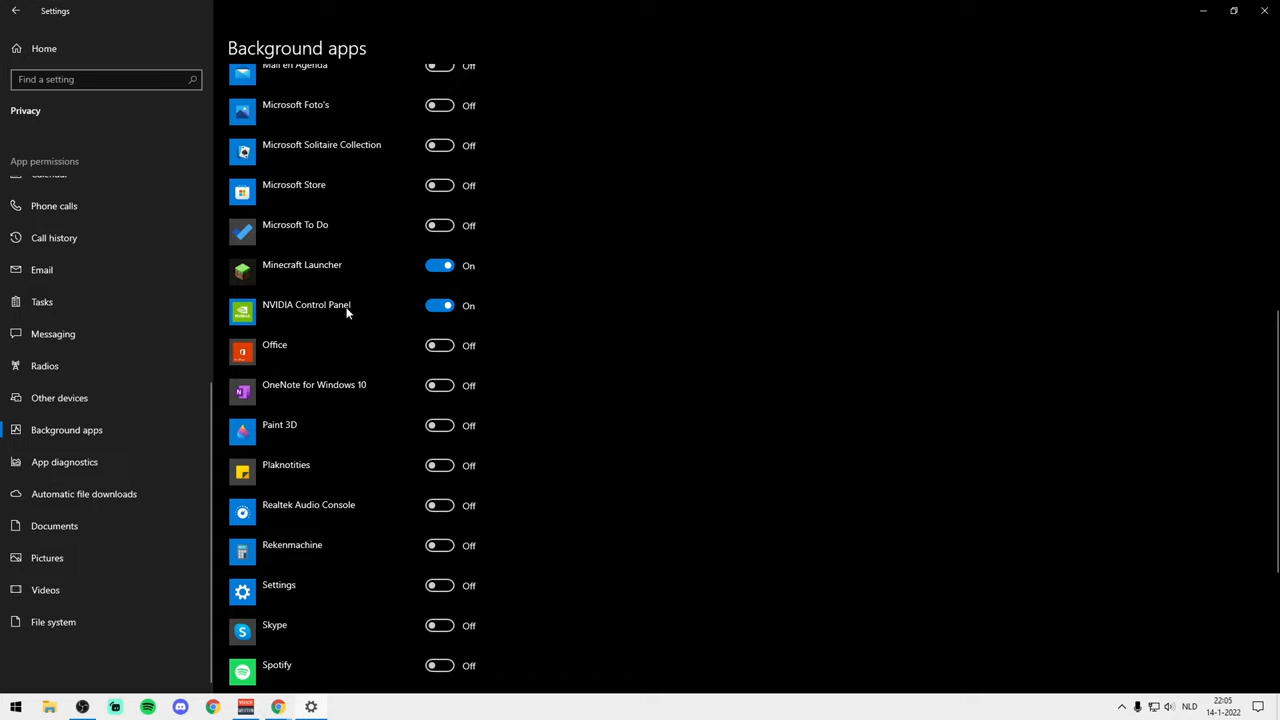 Settings
Home
Find a setting
Privacy
App permissions
Calendar
Phone calls
Call history
Email
Tasks
Messaging
Radios
Other devices
Background apps
App diagnostics
Automatic file downloads
Documents
Pictures
Videos
File system
Background apps
Mail en Agenda Off
Microsoft Foto's Off
Microsoft Solitaire Collection Off
Microsoft Store Off
Microsoft To Do Off
Minecraft Launcher On
NVIDIA Control Panel On
Office Off
OneNote for Windows 10 Off
Paint 3D Off
Plaknotities Off
Realtek Audio Console Off
Rekenmachine Off
Settings Off
Skype Off
Spotify Off
NLD
22:05
14-1-2022